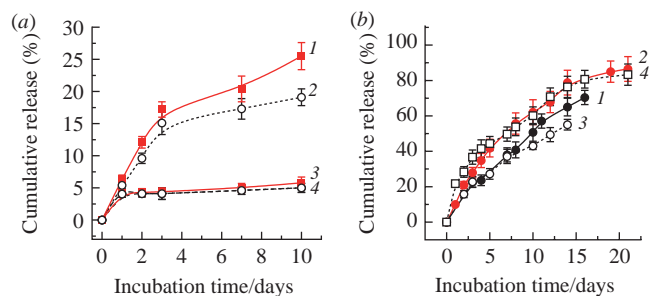 (a)
Cumulative release (%)
30
25
20
15
10
5
0
1
2
3
4
0 2 4 6 8 10
Incubation time/days
(b)
Cumulative release (%)
100
80
60
40
20
0
2
4
1
3
0 5 10 15 20
Incubation time/days